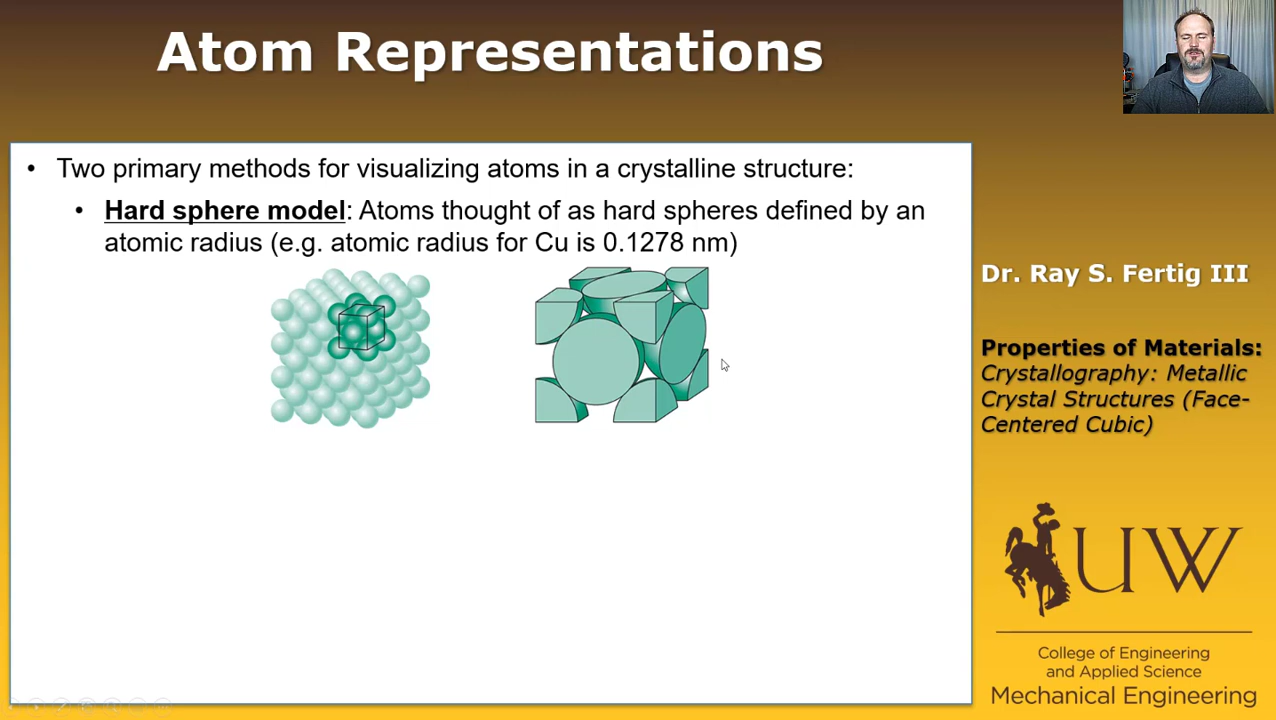 Atom Representations
• Two primary methods for visualizing atoms in a crystalline structure:
• Hard sphere model: Atoms thought of as hard spheres defined by an
atomic radius (e.g. atomic radius for Cu is 0.1278 nm)
Dr. Ray S. Fertig III
Properties of Materials:
Crystallography: Metallic
Crystal Structures (Face-
Centered Cubic)
UW
College of Engineering
and Applied Science
Mechanical Engineering